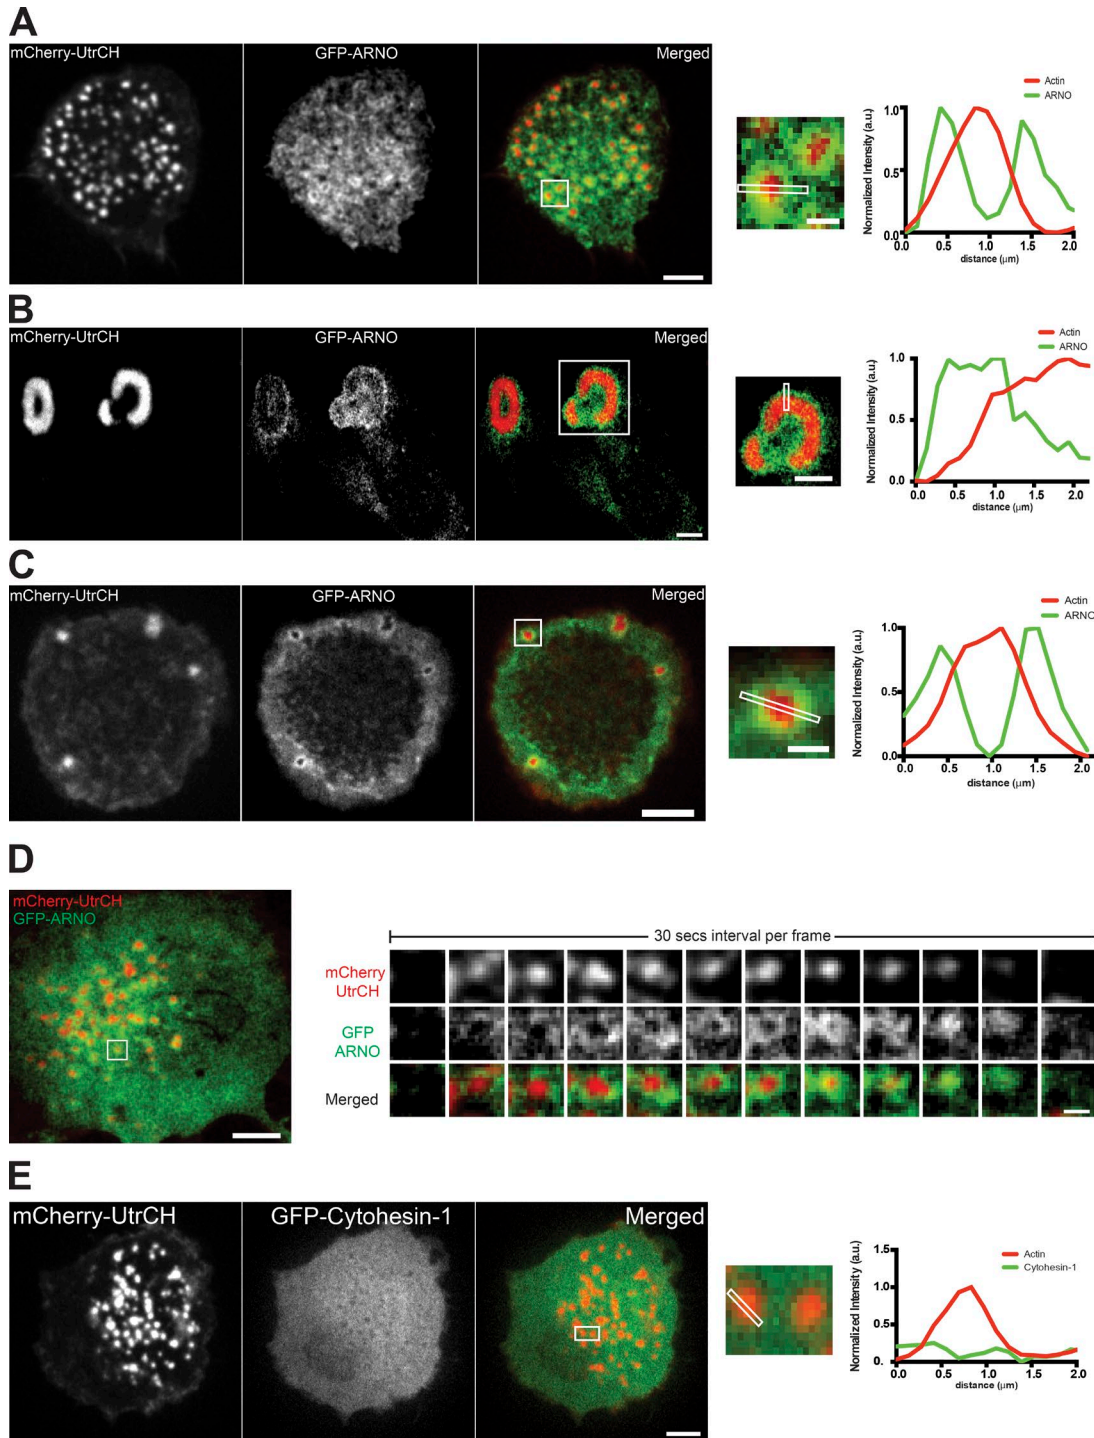 A
mCherry-UtrCH
GFP-ARNO
Merged
Actin
ARNO
Normalized Intensity (a.u.)
1.0
0.5
0.0
0.0
0.5
1.0
1.5
2.0
distance (μm)
B
mCherry-UtrCH
GFP-ARNO
Merged
Actin
ARNO
Normalized Intensity (a.u.)
1.0
0.5
0.0
0.0
0.5
1.0
1.5
2.0
distance (μm)
C
mCherry-UtrCH
GFP-ARNO
Merged
Actin
ARNO
Normalized Intensity (a.u.)
1.0
0.5
0.0
0.0
0.5
1.0
1.5
2.0
distance (μm)
D
mCherry-UtrCH
GFP-ARNO
30 secs interval per frame
mCherry
UtrCH
GFP
ARNO
Merged
E
mCherry-UtrCH
GFP-Cytohesin-1
Merged
Actin
Cytohesin-1
Normalized Intensity (a.u.)
1.5
1.0
0.5
0.
0.0
0.5
1.0
1.5
2.0
distance (μm)